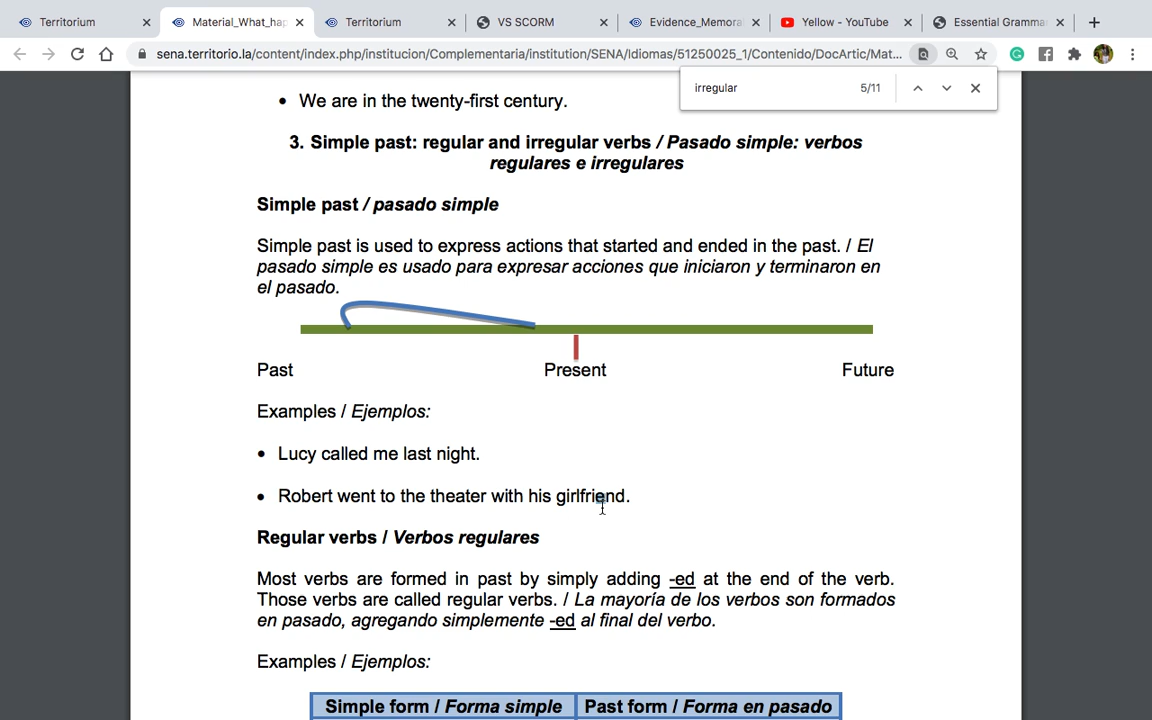 Territorium
Material_What_hap
Territorium
VS SCORM
Evidence_Memora
Yellow - YouTube
Essential Gramma
sena.territorio.la/content/index.php/institucion/Complementaria/institution/SENA/Idiomas/51250025_1/Contenido/DocArtic/Mat...
irregular 5/11
• We are in the twenty-first century.
3. Simple past: regular and irregular verbs / Pasado simple: verbos
regulares e irregulares
Simple past / pasado simple
Simple past is used to express actions that started and ended in the past. / El
pasado simple es usado para expresar acciones que iniciaron y terminaron en
el pasado.
Past Present Future
Examples / Ejemplos:
• Lucy called me last night.
• Robert went to the theater with his girlfriend.
Regular verbs / Verbos regulares
Most verbs are formed in past by simply adding -ed at the end of the verb.
Those verbs are called regular verbs. / La mayoría de los verbos son formados
en pasado, agregando simplemente -ed al final del verbo.
Examples / Ejemplos:
Simple form / Forma simple Past form / Forma en pasado